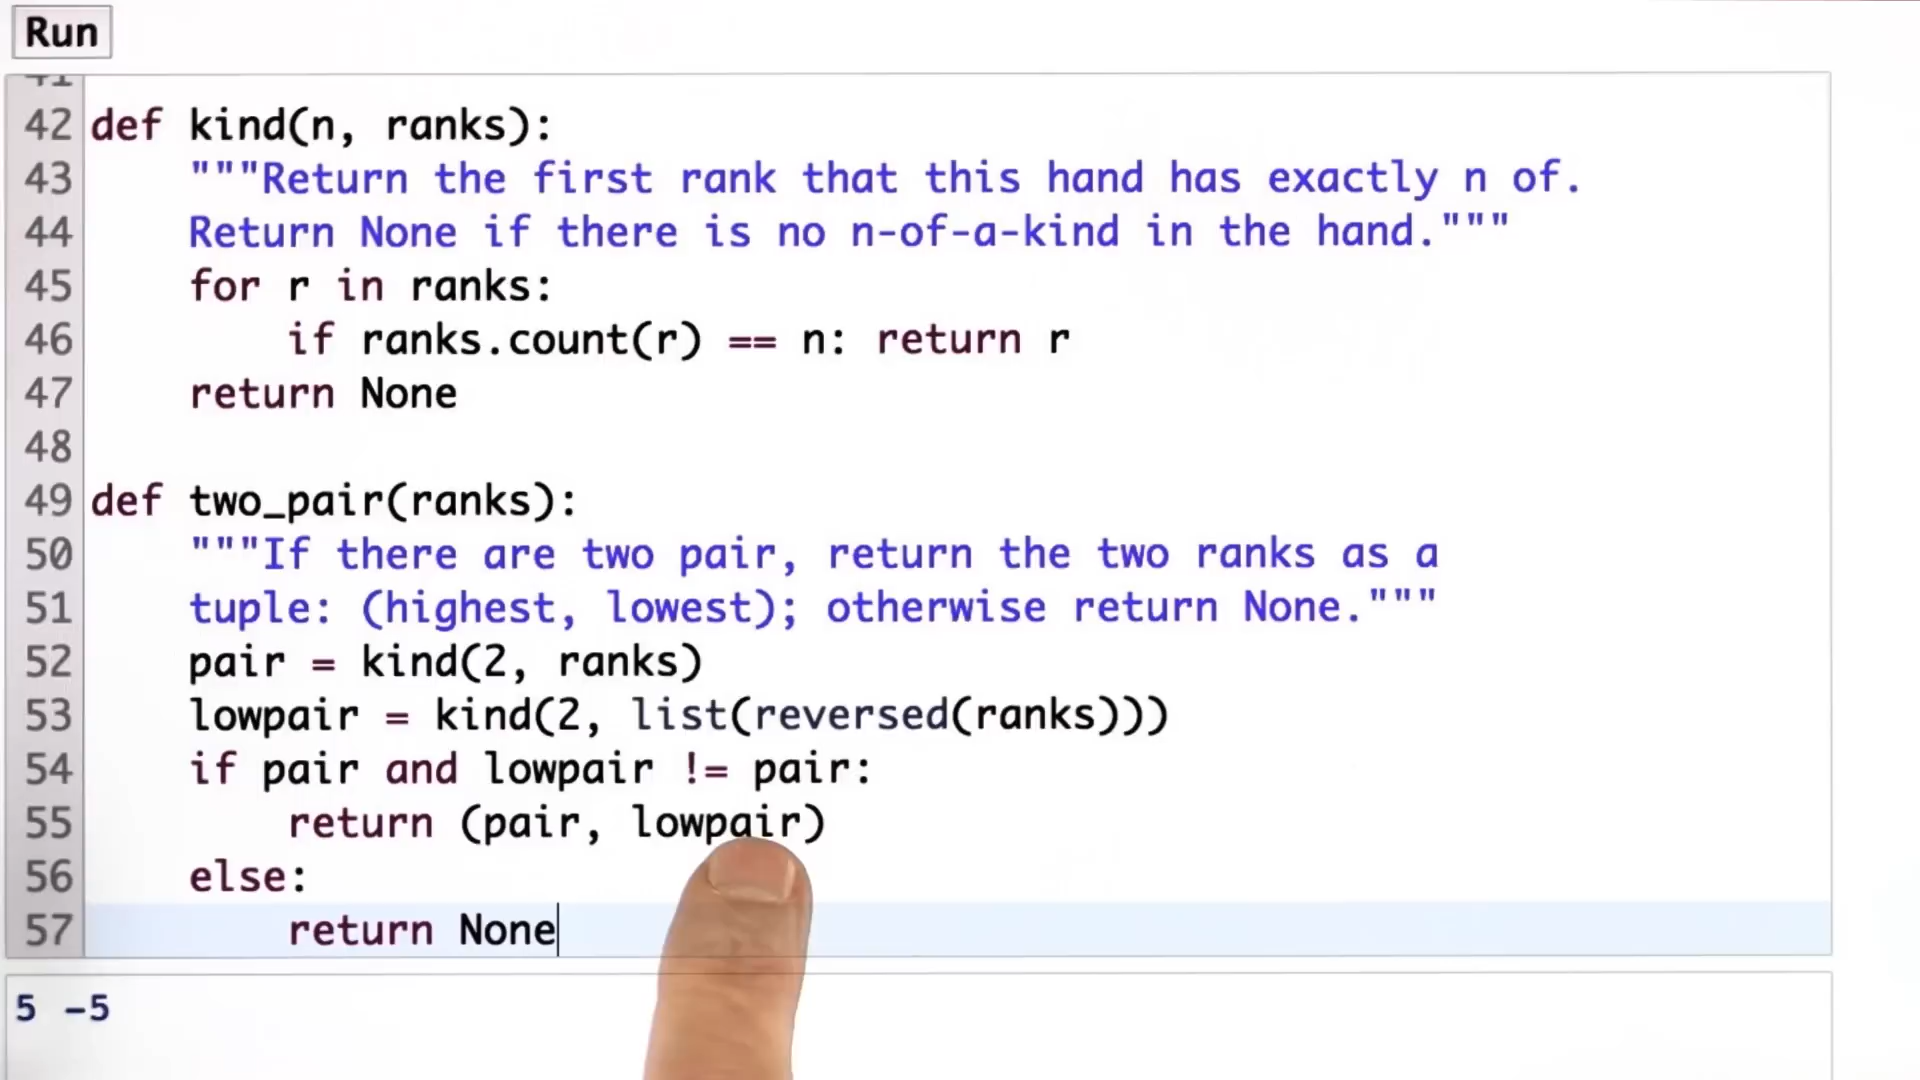 Run
41
42 def kind(n, ranks):
43     """Return the first rank that this hand has exactly n of.
44     Return None if there is no n-of-a-kind in the hand."""
45     for r in ranks:
46         if ranks.count(r) == n: return r
47     return None
48
49 def two_pair(ranks):
50     """If there are two pair, return the two ranks as a
51     tuple: (highest, lowest); otherwise return None."""
52     pair = kind(2, ranks)
53     lowpair = kind(2, list(reversed(ranks)))
54     if pair and lowpair != pair:
55         return (pair, lowpair)
56     else:
57         return None
5 -5